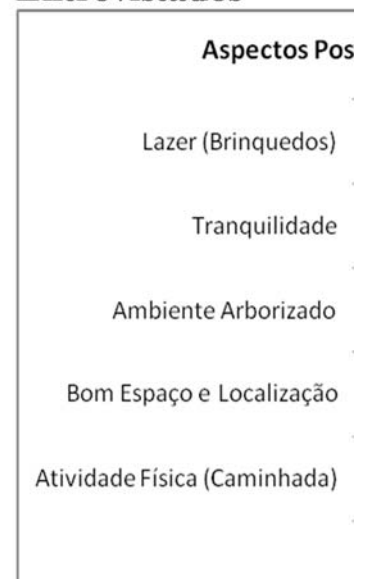 Aspectos Pos
Lazer (Brinquedos)
Tranquilidade
Ambiente Arborizado
Bom Espaço e Localização
Atividade Física (Caminhada)